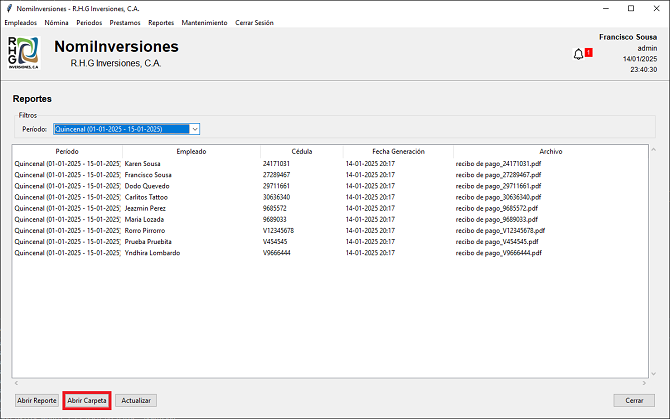 NomiInversiones - R.H.G Inversiones, C.A.
Empleados Nómina Periodos Prestamos Reportes Mantenimiento Cerrar Sesión
RHG
INVERSIONES, C.A
NomiInversiones
R.H.G Inversiones, C.A.
Francisco Sousa
admin
14/01/2025
23:40:30
!
Reportes
Filtros
Período: Quincenal (01-01-2025 - 15-01-2025)
Período Empleado Cédula Fecha Generación Archivo
Quincenal (01-01-2025 - 15-01-2025) Karen Sousa 24171031 14-01-2025 20:17 recibo de pago_24171031.pdf
Quincenal (01-01-2025 - 15-01-2025) Francisco Sousa 27289467 14-01-2025 20:17 recibo de pago_27289467.pdf
Quincenal (01-01-2025 - 15-01-2025) Dodo Quevedo 29711661 14-01-2025 20:17 recibo de pago_29711661.pdf
Quincenal (01-01-2025 - 15-01-2025) Carlitos Tattoo 30636340 14-01-2025 20:17 recibo de pago_30636340.pdf
Quincenal (01-01-2025 - 15-01-2025) Jeazmin Perez 9685572 14-01-2025 20:17 recibo de pago_9685572.pdf
Quincenal (01-01-2025 - 15-01-2025) Maria Lozada 9689033 14-01-2025 20:17 recibo de pago_9689033.pdf
Quincenal (01-01-2025 - 15-01-2025) Rorro Pirrorro V12345678 14-01-2025 20:17 recibo de pago_V12345678.pdf
Quincenal (01-01-2025 - 15-01-2025) Prueba Pruebita V454545 14-01-2025 20:17 recibo de pago_V454545.pdf
Quincenal (01-01-2025 - 15-01-2025) Yndhira Lombardo V9666444 14-01-2025 20:17 recibo de pago_V9666444.pdf
Abrir Reporte Abrir Carpeta Actualizar Cerrar